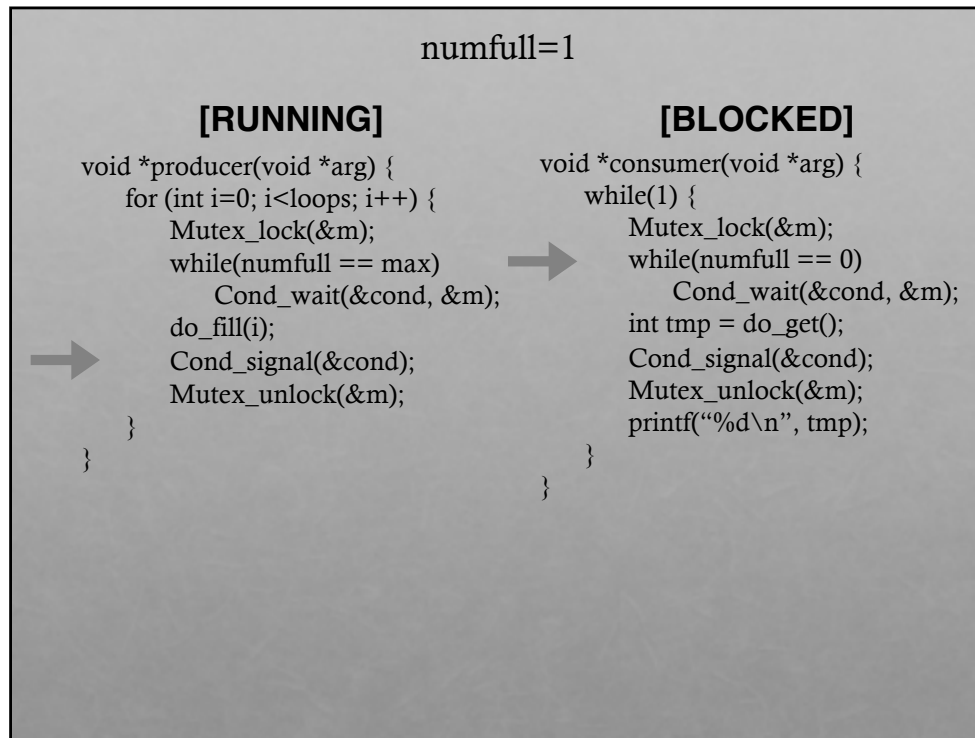 numfull=1
[RUNNING]
void *producer(void *arg) {
for (int i=0; i<loops; i++) {
Mutex_lock(&m);
while(numfull == max)
Cond_wait(&cond, &m);
do_fill(i);
Cond_signal(&cond);
Mutex_unlock(&m);
}
}
[BLOCKED]
void *consumer(void *arg) {
while(1) {
Mutex_lock(&m);
while(numfull == 0)
Cond_wait(&cond, &m);
int tmp = do_get();
Cond_signal(&cond);
Mutex_unlock(&m);
printf(“%d\n”, tmp);
}
}